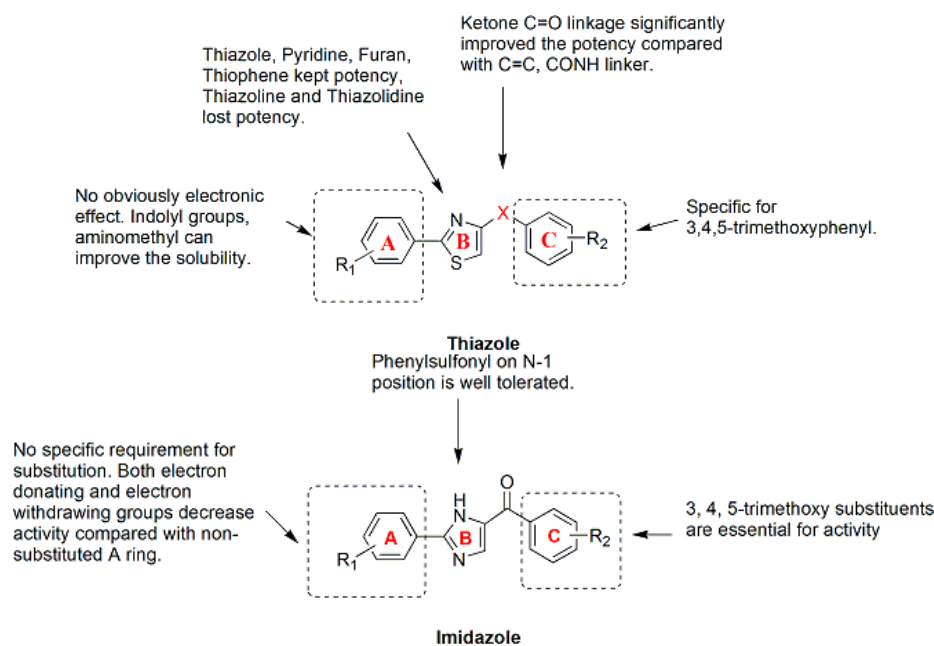 Ketone C=O linkage significantly
improved the potency compared
with C=C, CONH linker.
Thiazole, Pyridine, Furan,
Thiophene kept potency,
Thiazoline and Thiazolidine
lost potency.
No obviously electronic
effect. Indolyl groups,
aminomethyl can
improve the solubility.
Specific for
3,4,5-trimethoxyphenyl.
R1
A
N
B
S
X
C
R2
Thiazole
Phenylsulfonyl on N-1
position is well tolerated.
No specific requirement for
substitution. Both electron
donating and electron
withdrawing groups decrease
activity compared with non-
substituted A ring.
3, 4, 5-trimethoxy substituents
are essential for activity
R1
A
H
N
B
N
O
C
R2
Imidazole